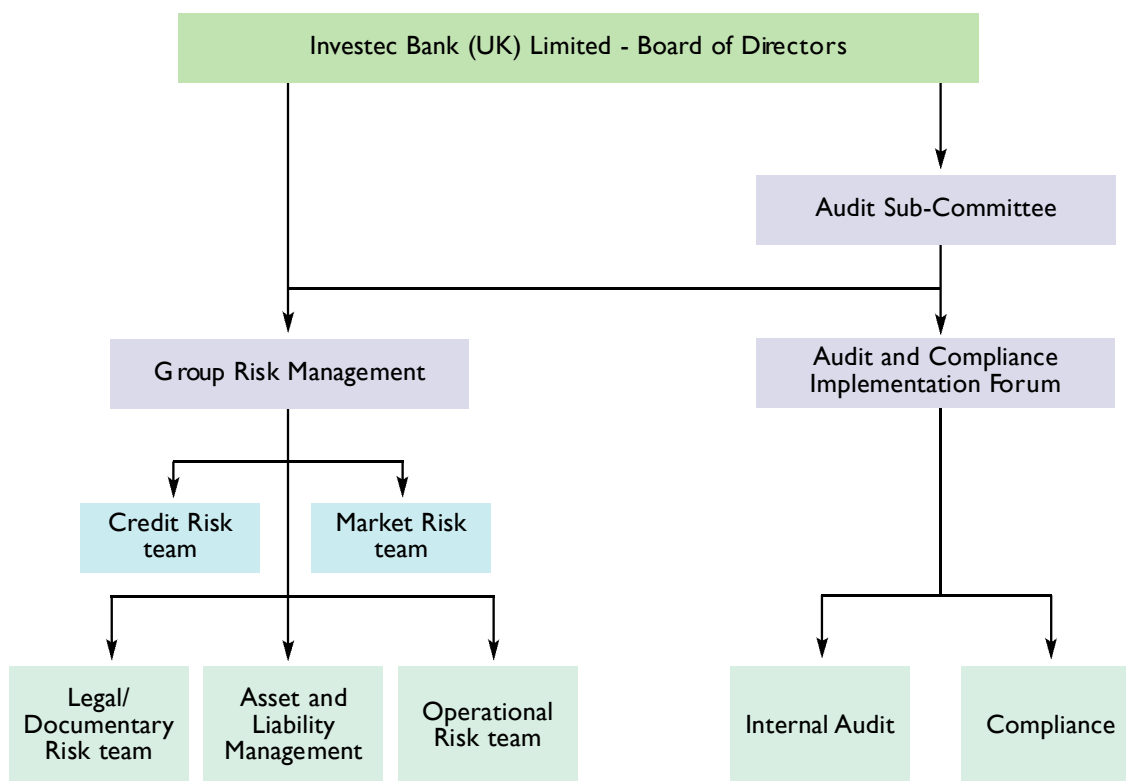 Investec Bank (UK) Limited - Board of Directors
Audit Sub-Committee
Group Risk Management
Audit and Compliance
Implementation Forum
Credit Risk
team
Market Risk
team
Legal/
Documentary
Risk team
Asset and
Liability
Management
Operational
Risk team
Internal Audit
Compliance